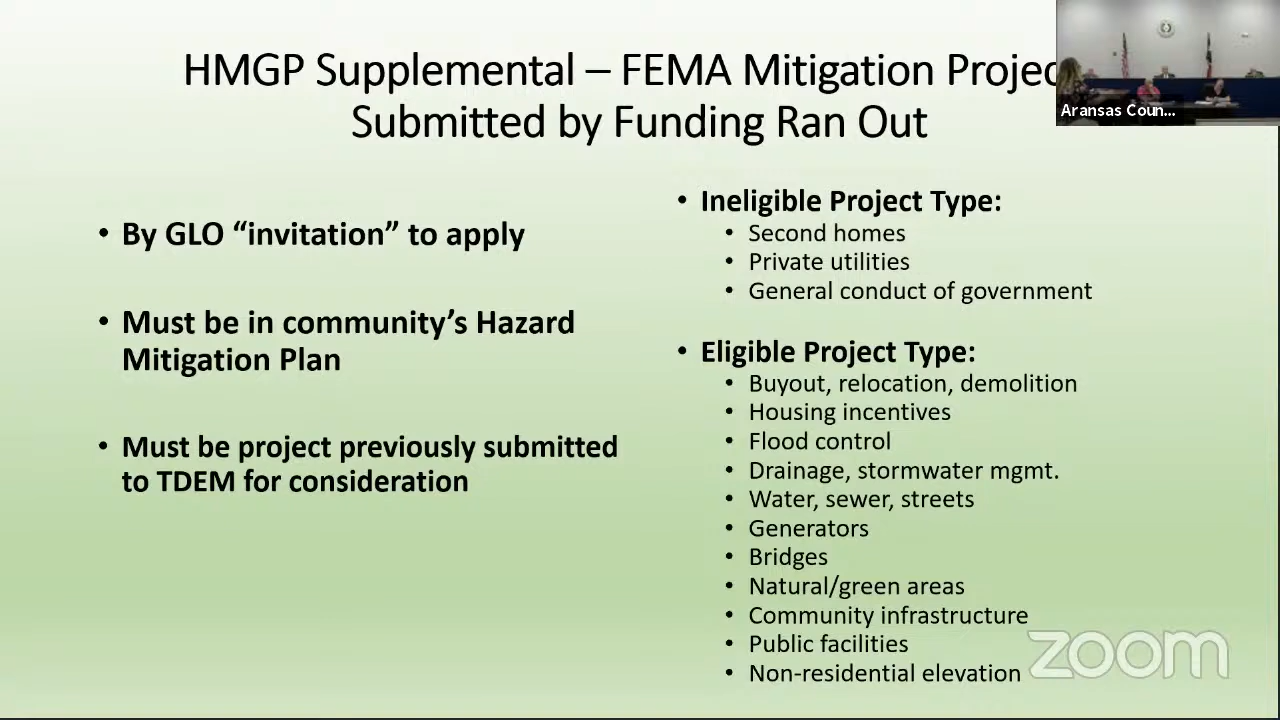 HMGP Supplemental – FEMA Mitigation Projec
Submitted by Funding Ran Out
Aransas Coun...
• By GLO “invitation” to apply
• Must be in community’s Hazard
Mitigation Plan
• Must be project previously submitted
to TDEM for consideration
• Ineligible Project Type:
• Second homes
• Private utilities
• General conduct of government
• Eligible Project Type:
• Buyout, relocation, demolition
• Housing incentives
• Flood control
• Drainage, stormwater mgmt.
• Water, sewer, streets
• Generators
• Bridges
• Natural/green areas
• Community infrastructure
• Public facilities
• Non-residential elevation
zoom